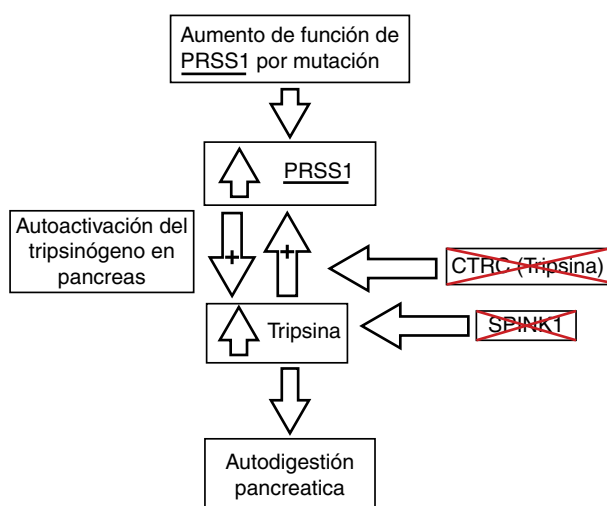 Aumento de función de
PRSS1 por mutación
PRSS1
Autoactivación del
tripsinógeno en
pancreas
+
+
CTRC (Tripsina)
Tripsina
SPINK1
Autodigestión
pancreatica